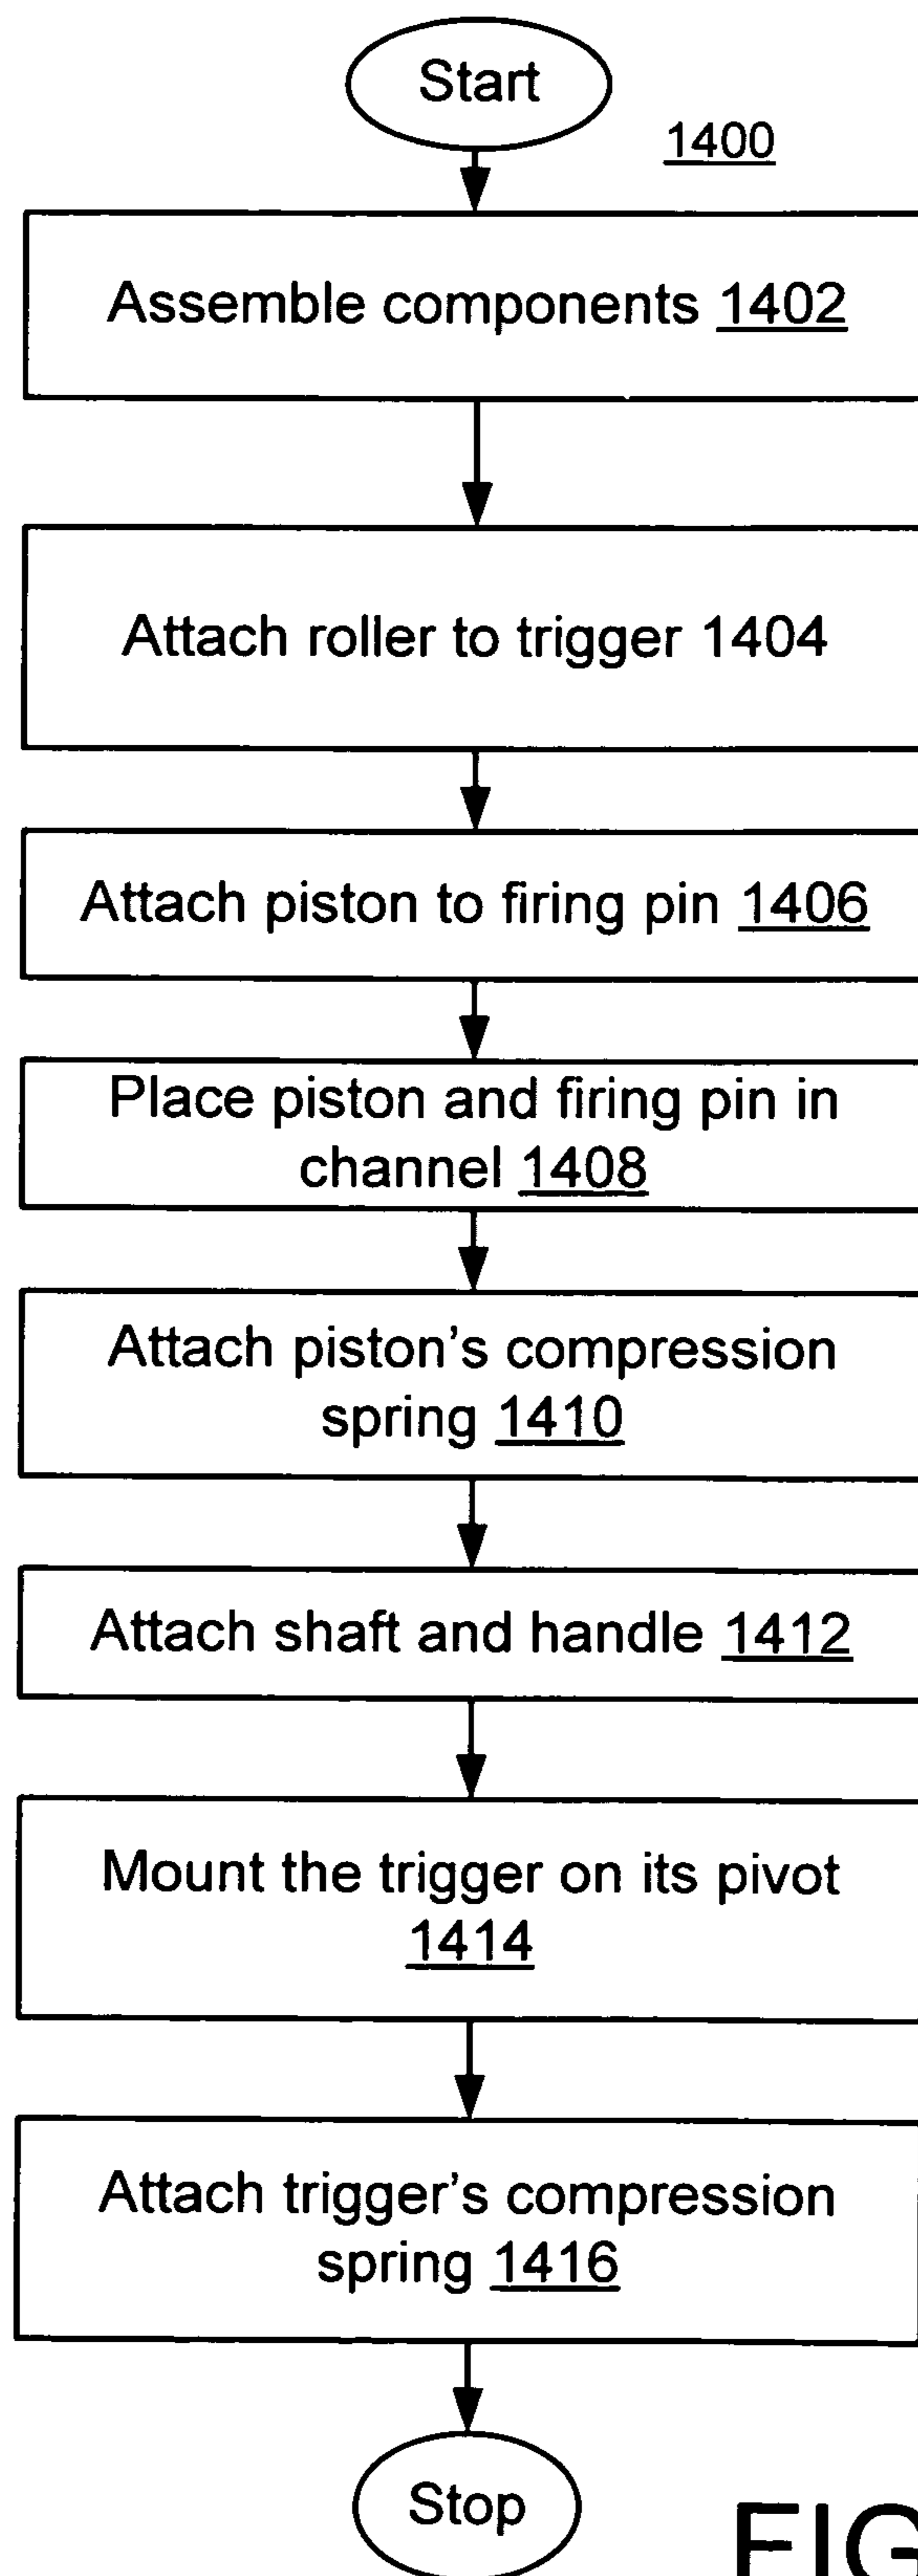 Start
1400
Assemble components 1402
Attach roller to trigger 1404
Attach piston to firing pin 1406
Place piston and firing pin in
channel 1408
Attach piston's compression
spring 1410
Attach shaft and handle 1412
Mount the trigger on its pivot
1414
Attach trigger's compression
spring 1416
Stop
FIG